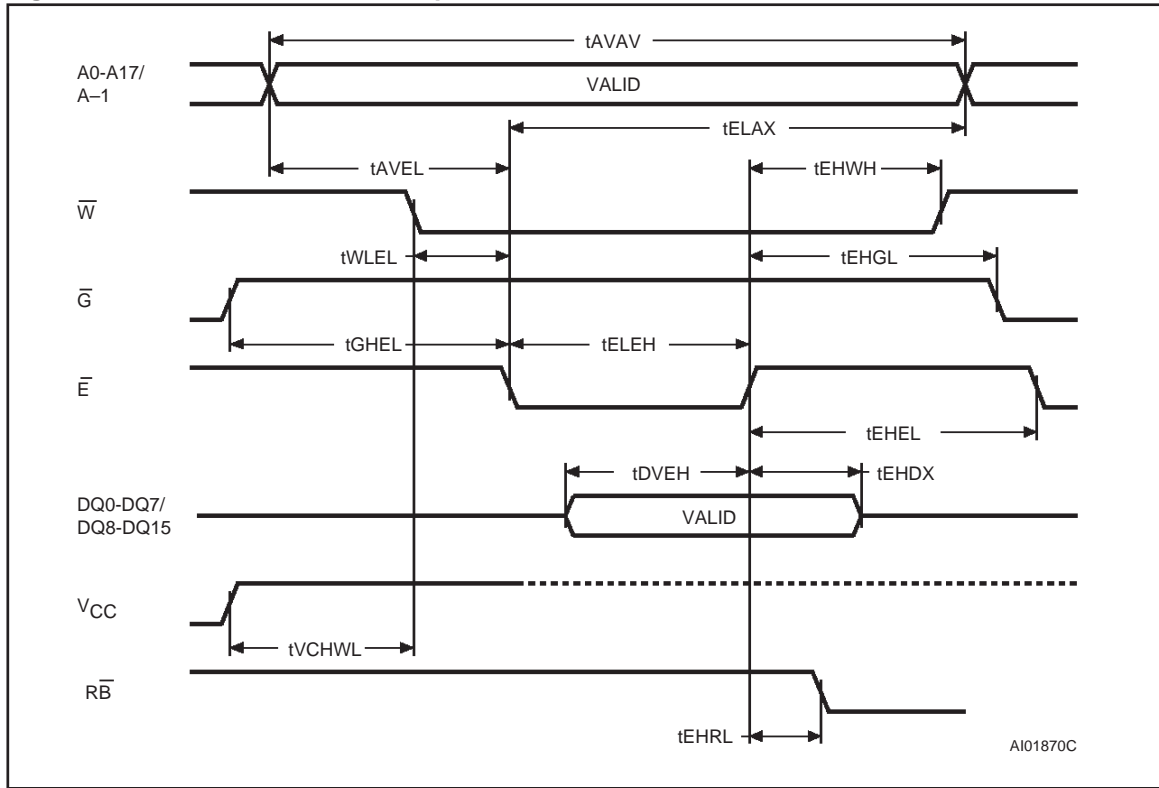 tAVAV
A0-A17/
A–1
VALID
tELAX
tAVEL
tEHWH
W̅
tWLEL
tEHGL
G̅
tGHEL
tELEH
E̅
tEHEL
tDVEH
tEHDX
DQ0-DQ7/
DQ8-DQ15
VALID
VCC
tVCHWL
RB̅
tEHRL
AI01870C